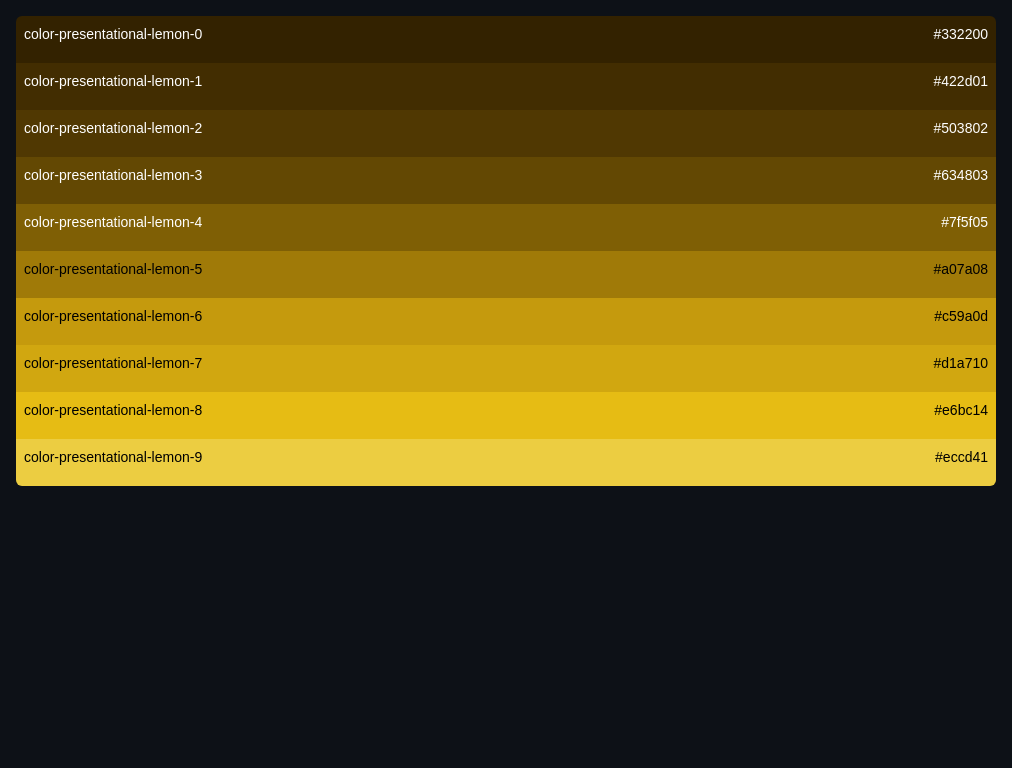 color-presentational-lemon-0 #332200
color-presentational-lemon-1 #422d01
color-presentational-lemon-2 #503802
color-presentational-lemon-3 #634803
color-presentational-lemon-4 #7f5f05
color-presentational-lemon-5 #a07a08
color-presentational-lemon-6 #c59a0d
color-presentational-lemon-7 #d1a710
color-presentational-lemon-8 #e6bc14
color-presentational-lemon-9 #eccd41